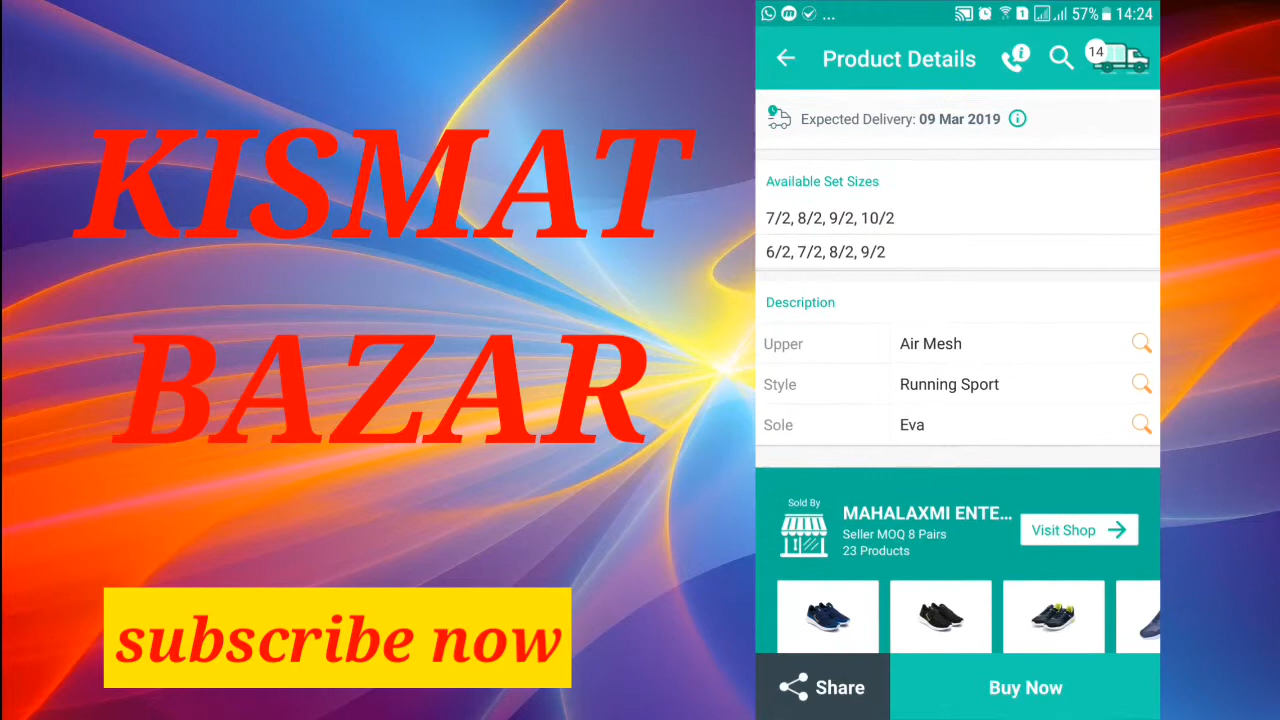 KISMAT
BAZAR
subscribe now
... 1 57% 14:24
Product Details
14
Expected Delivery: 09 Mar 2019
Available Set Sizes
7/2, 8/2, 9/2, 10/2
6/2, 7/2, 8/2, 9/2
Description
Upper Air Mesh
Style Running Sport
Sole Eva
Sold By
MAHALAXMI ENTE...
Seller MOQ 8 Pairs
23 Products
Visit Shop
Share
Buy Now